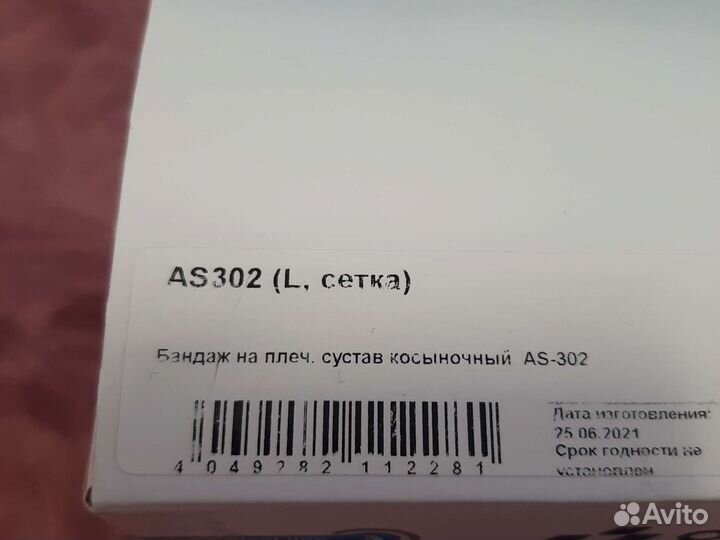 AS302 (L, сетка)
Бандаж на плеч. сустав косыночный AS-302
4 049282 112281
Дата изготовления:
25.06.2021
Срок годности не
установлен
Avito